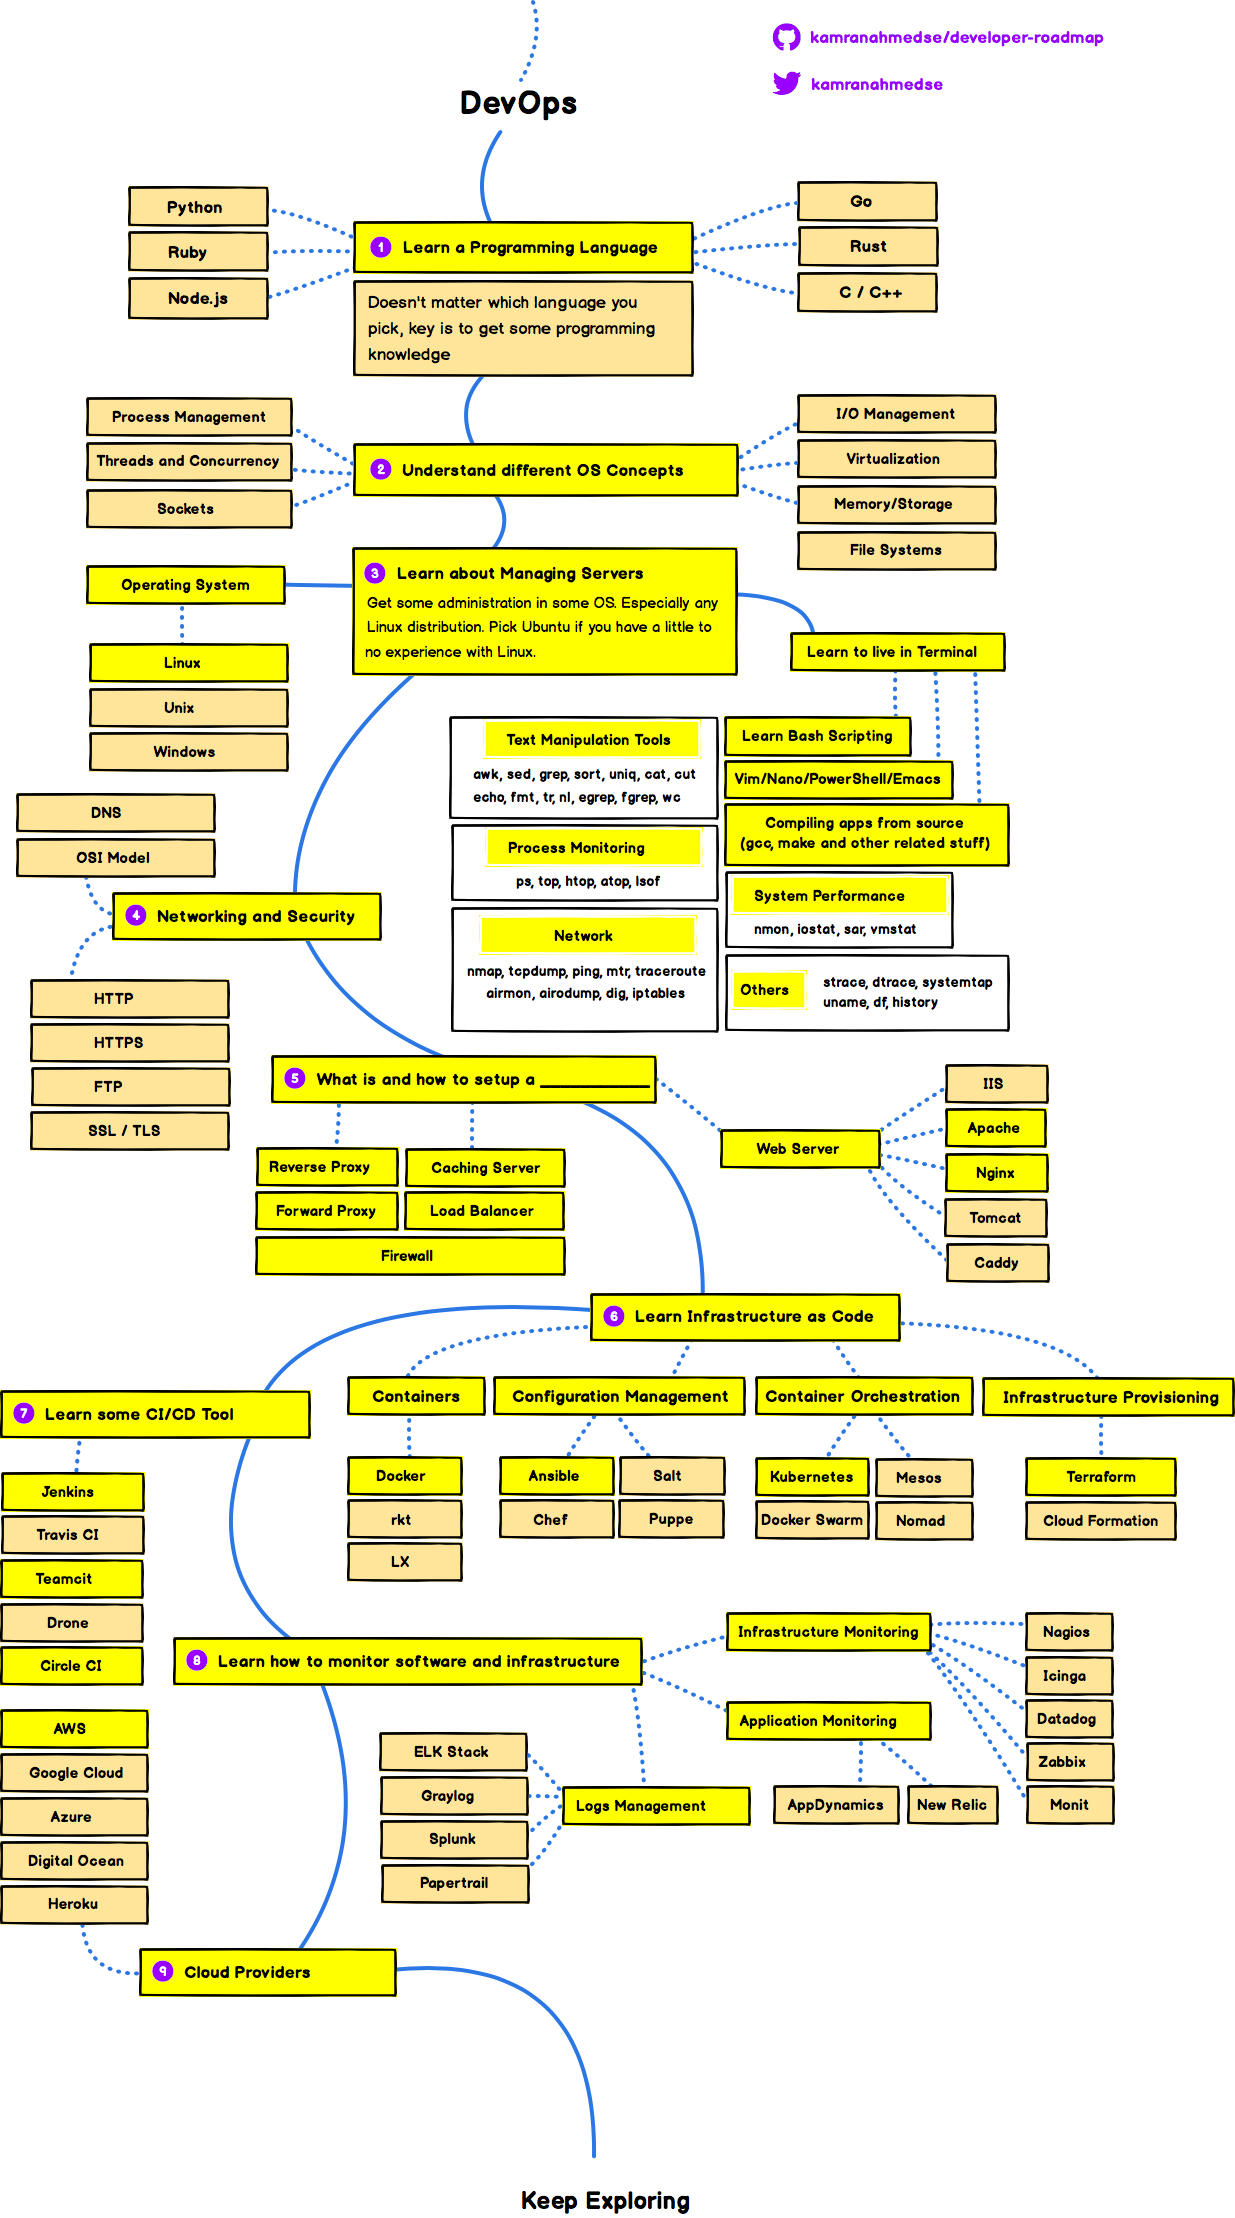 kamranahmedse/developer-roadmap
kamranahmedse
DevOps
Python
Ruby
Node.js
1 Learn a Programming Language
Doesn't matter which language you
pick, key is to get some programming
knowledge
Go
Rust
C / C++
Process Management
Threads and Concurrency
Sockets
2 Understand different OS Concepts
I/O Management
Virtualization
Memory/Storage
File Systems
Operating System
Linux
Unix
Windows
3 Learn about Managing Servers
Get some administration in some OS. Especially any
Linux distribution. Pick Ubuntu if you have a little to
no experience with Linux.
Learn to live in Terminal
Text Manipulation Tools
awk, sed, grep, sort, uniq, cat, cut
echo, fmt, tr, nl, egrep, fgrep, wc
Process Monitoring
ps, top, htop, atop, lsof
Network
nmap, tcpdump, ping, mtr, traceroute
airmon, airodump, dig, iptables
Learn Bash Scripting
Vim/Nano/PowerShell/Emacs
Compiling apps from source
(gcc, make and other related stuff)
System Performance
nmon, iostat, sar, vmstat
Others
strace, dtrace, systemtap
uname, df, history
DNS
OSI Model
4 Networking and Security
HTTP
HTTPS
FTP
SSL / TLS
5 What is and how to setup a ____________
Reverse Proxy
Caching Server
Forward Proxy
Load Balancer
Firewall
Web Server
IIS
Apache
Nginx
Tomcat
Caddy
6 Learn Infrastructure as Code
Containers
Docker
rkt
LX
Configuration Management
Ansible
Salt
Chef
Puppe
Container Orchestration
Kubernetes
Mesos
Docker Swarm
Nomad
Infrastructure Provisioning
Terraform
Cloud Formation
7 Learn some CI/CD Tool
Jenkins
Travis CI
Teamcit
Drone
Circle CI
8 Learn how to monitor software and infrastructure
Infrastructure Monitoring
Nagios
Icinga
Datadog
Zabbix
Monit
Application Monitoring
AppDynamics
New Relic
Logs Management
ELK Stack
Graylog
Splunk
Papertrail
AWS
Google Cloud
Azure
Digital Ocean
Heroku
9 Cloud Providers
Keep Exploring